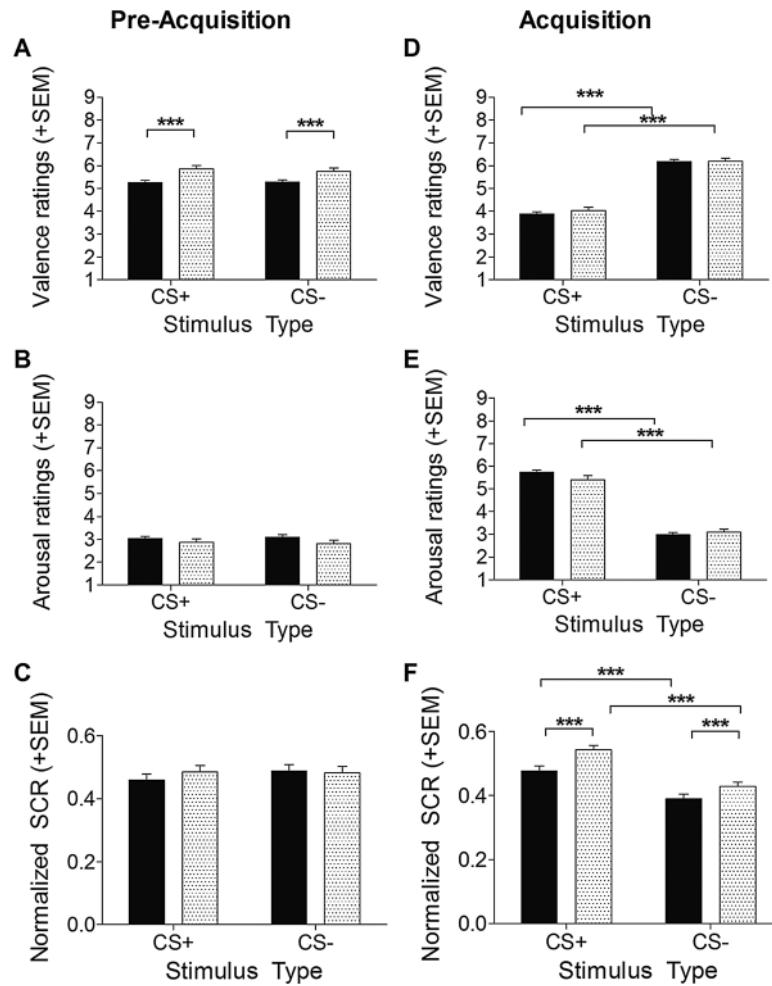 Pre-Acquisition
Acquisition
A
Valence ratings (+SEM)
9
8
7
6
5
4
3
2
1
***
***
CS+
CS-
Stimulus Type
D
Valence ratings (+SEM)
9
8
7
6
5
4
3
2
1
***
***
CS+
CS-
Stimulus Type
B
Arousal ratings (+SEM)
9
8
7
6
5
4
3
2
1
CS+
CS-
Stimulus Type
E
Arousal ratings (+SEM)
9
8
7
6
5
4
3
2
1
***
***
CS+
CS-
Stimulus Type
C
Normalized SCR (+SEM)
0.6
0.4
0.2
0.0
CS+
CS-
Stimulus Type
F
Normalized SCR (+SEM)
0.6
0.4
0.2
0.0
***
***
***
***
CS+
CS-
Stimulus Type